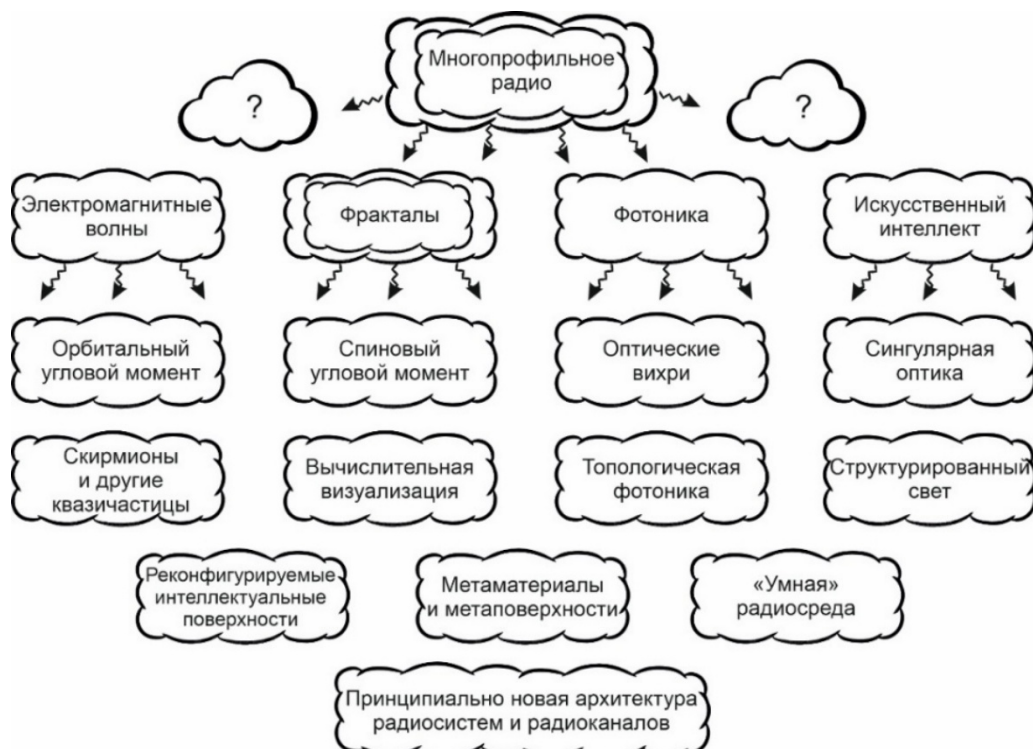 Многопрофильное
радио
?
?
Электромагнитные
волны
Фракталы
Фотоника
Искусственный
интеллект
Орбитальный
угловой момент
Спиновый
угловой момент
Оптические
вихри
Сингулярная
оптика
Скирмионы
и другие
квазичастицы
Вычислительная
визуализация
Топологическая
фотоника
Структурированный
свет
Реконфигурируемые
интеллектуальные
поверхности
Метаматериалы
и метаповерхности
«Умная»
радиосреда
Принципиально новая архитектура
радиосистем и радиоканалов